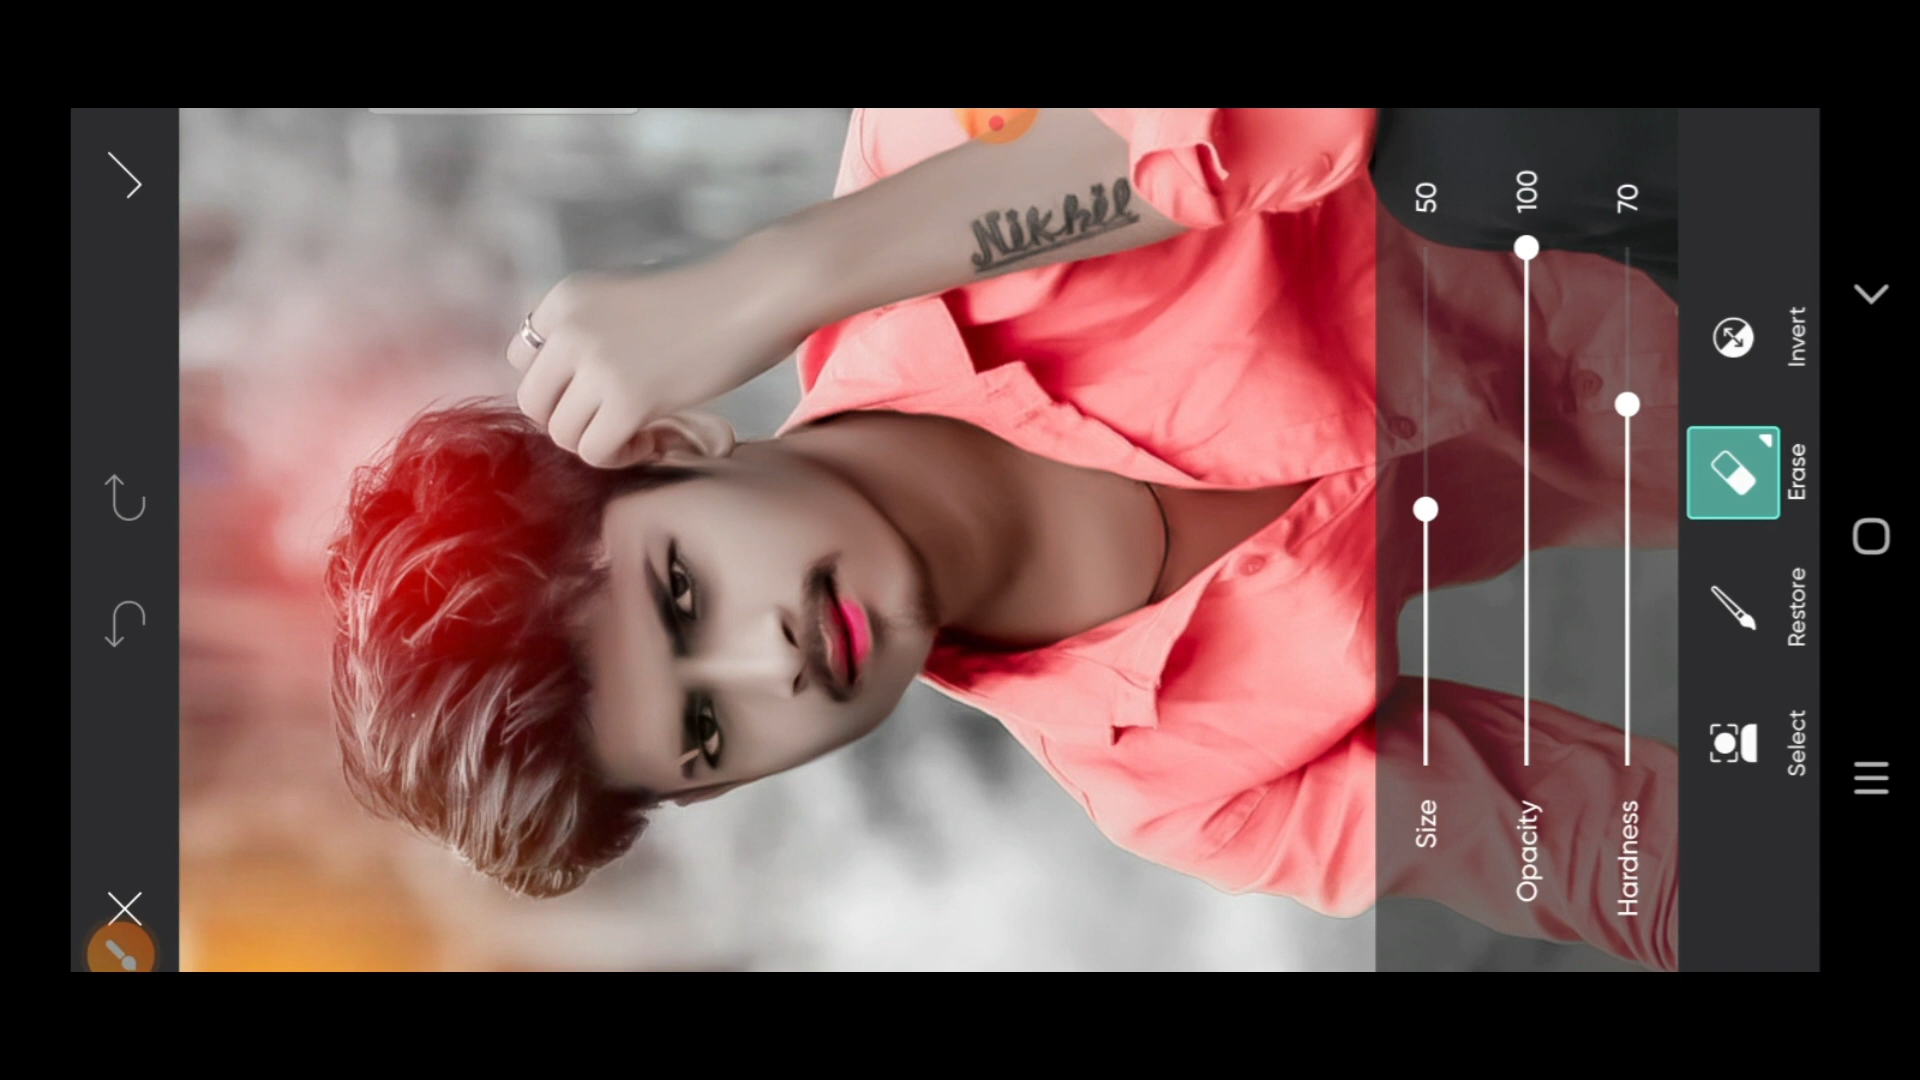 Nikhil
Size 50
Opacity 100
Hardness 70
Select Restore Erase Invert